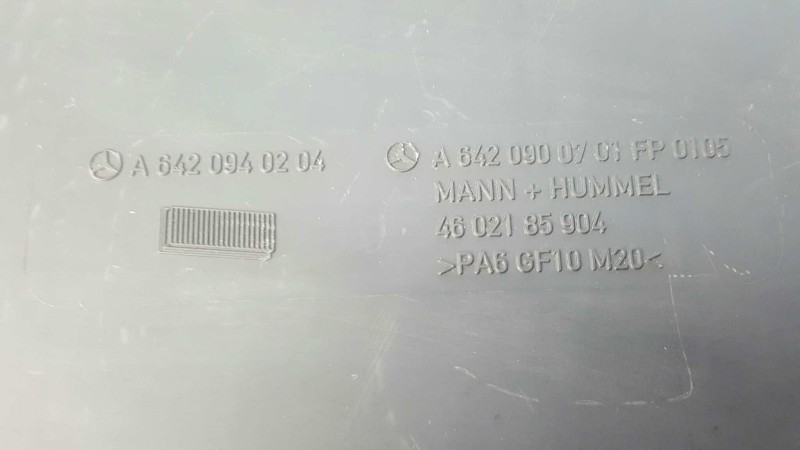 A 642 094 02 04
A 642 090 07 01 FP 0105
MANN + HUMMEL
46 021 85 904
>PA6 GF10 M20<